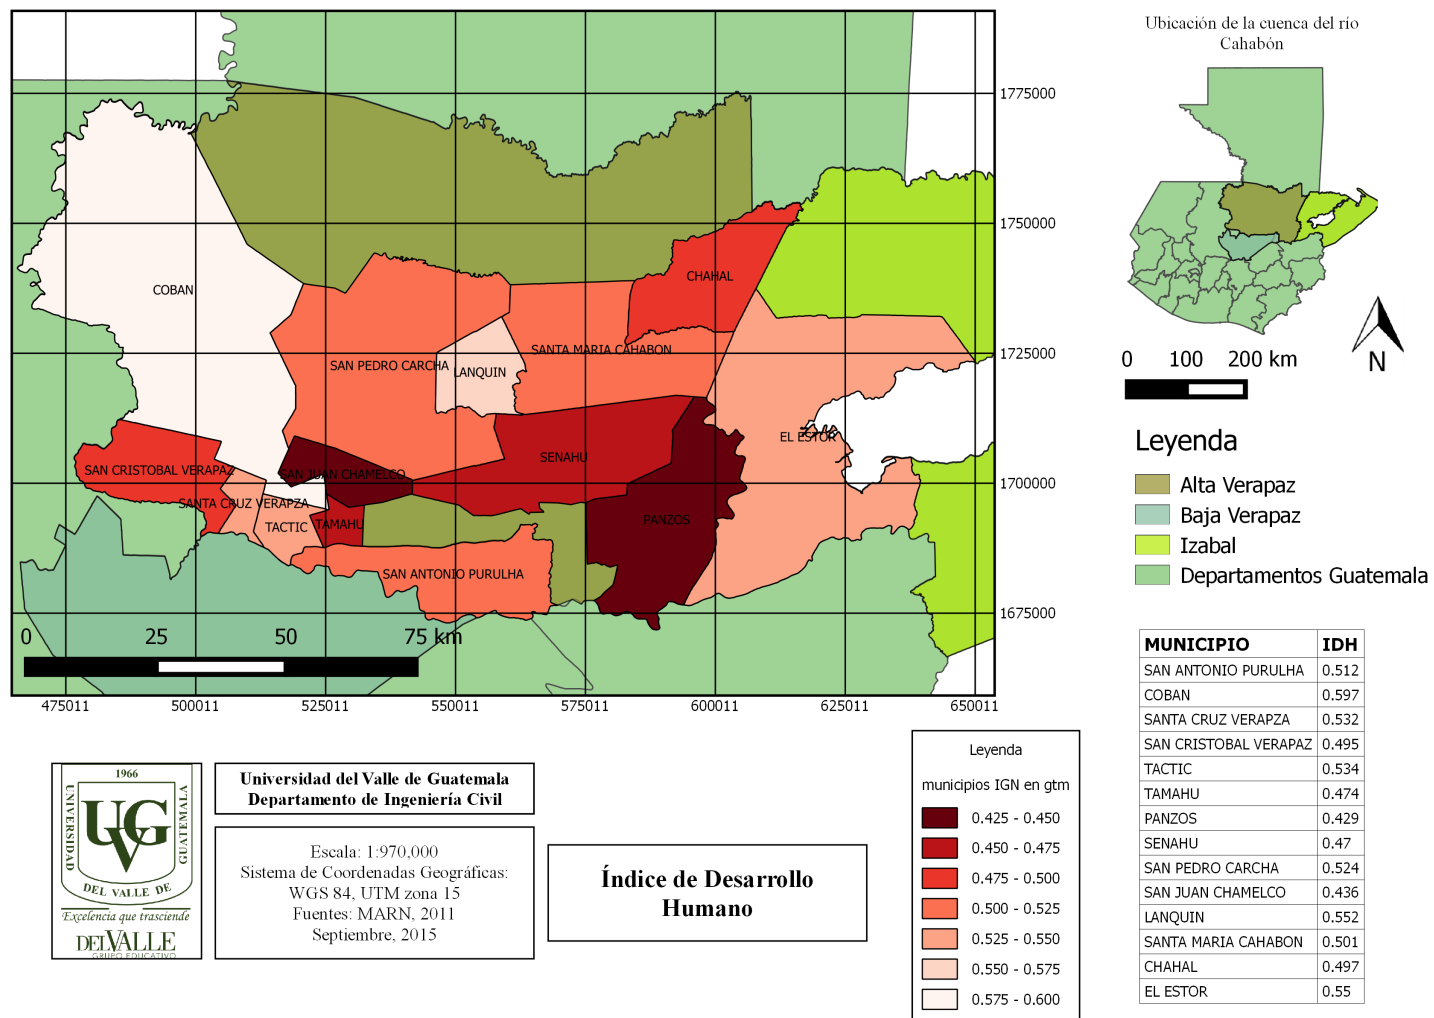 Ubicación de la cuenca del río
Cahabón
1775000
1750000
1725000
1700000
1675000
COBAN
CHAHAL
SANTA MARIA CAHABON
SAN PEDRO CARCHA
LANQUIN
EL ESTOR
SENAHU
SAN CRISTOBAL VERAPAZ
SAN JUAN CHAMELCO
SANTA CRUZ VERAPZA
TACTIC
TAMAHU
PANZOS
SAN ANTONIO PURULHA
0 25 50 75 km
475011 500011 525011 550011 575011 600011 625011 650011
0 100 200 km
N
Leyenda
Alta Verapaz
Baja Verapaz
Izabal
Departamentos Guatemala
MUNICIPIO IDH
SAN ANTONIO PURULHA 0.512
COBAN 0.597
SANTA CRUZ VERAPZA 0.532
SAN CRISTOBAL VERAPAZ 0.495
TACTIC 0.534
TAMAHU 0.474
PANZOS 0.429
SENAHU 0.47
SAN PEDRO CARCHA 0.524
SAN JUAN CHAMELCO 0.436
LANQUIN 0.552
SANTA MARIA CAHABON 0.501
CHAHAL 0.497
EL ESTOR 0.55
1966
UNIVERSIDAD
UVG
GUATEMALA
DEL VALLE DE
Excelencia que trasciende
DELVALLE
GRUPO EDUCATIVO
Universidad del Valle de Guatemala
Departamento de Ingeniería Civil
Escala: 1:970,000
Sistema de Coordenadas Geográficas:
WGS 84, UTM zona 15
Fuentes: MARN, 2011
Septiembre, 2015
Índice de Desarrollo
Humano
Leyenda
municipios IGN en gtm
0.425 - 0.450
0.450 - 0.475
0.475 - 0.500
0.500 - 0.525
0.525 - 0.550
0.550 - 0.575
0.575 - 0.600